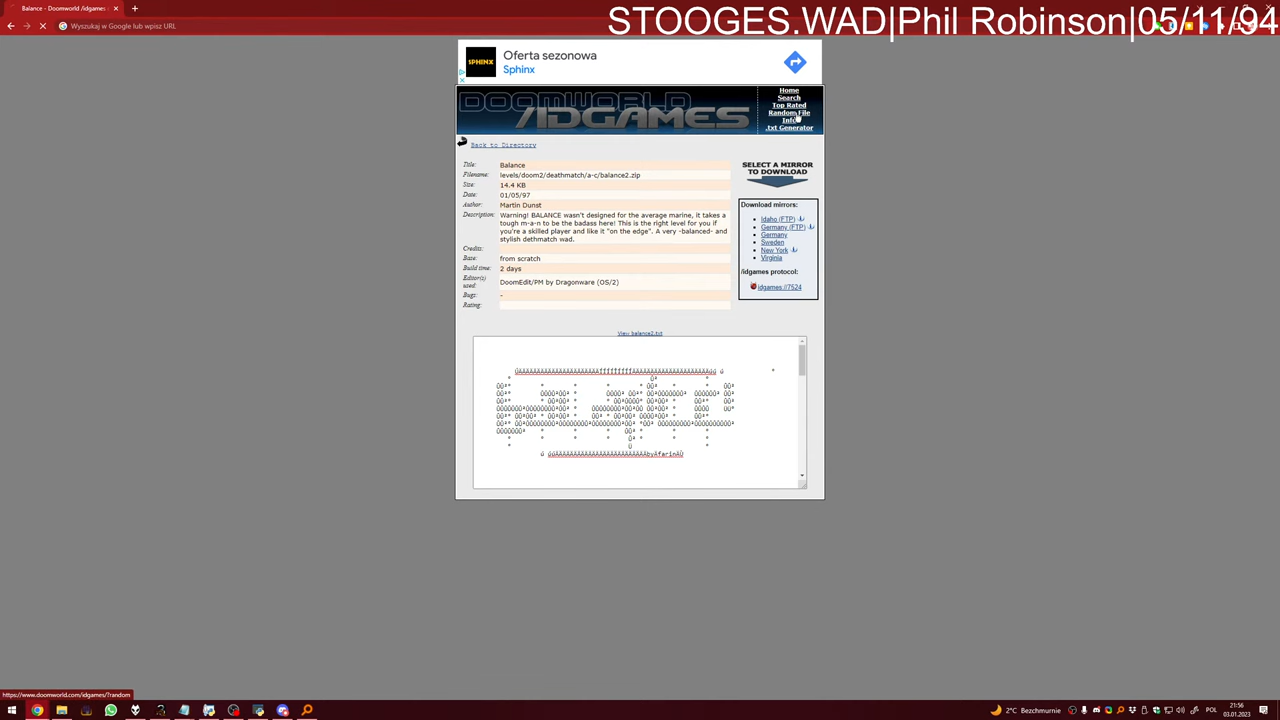 STOOGES.WAD|Phil Robinson|05/11/94
Balance - Doomworld /idgames
Wyszukaj w Google lub wpisz URL
SPHINX
Oferta sezonowa
Sphinx
DOOMWORLD
/IDGAMES
Home
Search
Top Rated
Random File
Info
.txt Generator
Back to Directory
Title: Balance
Filename: levels/doom2/deathmatch/a-c/balance2.zip
Size: 14.4 KB
Date: 01/05/97
Author: Martin Dunst
Description: Warning! BALANCE wasn't designed for the average marine, it takes a
tough m-a-n to be the badass here! This is the right level for you if
you're a skilled player and like it "on the edge". A very -balanced- and
stylish dethmatch wad.
Credits:
Base: from scratch
Build time: 2 days
Editor(s)
used: DoomEdit/PM by Dragonware (OS/2)
Bugs: -
Rating:
SELECT A MIRROR
TO DOWNLOAD
Download mirrors:
Idaho (FTP)
Germany (FTP)
Germany
Sweden
New York
Virginia
/idgames protocol:
idgames://7524
View balance2.txt
https://www.doomworld.com/idgames/?random
2°C Bezchmurnie
POL
21:56
03.01.2023